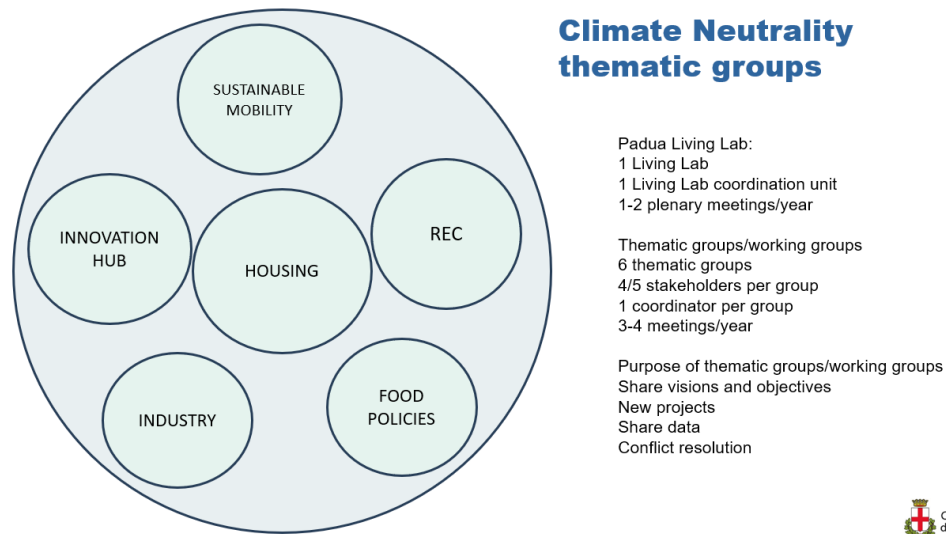 Climate Neutrality
thematic groups
SUSTAINABLE
MOBILITY
INNOVATION
HUB
HOUSING
REC
INDUSTRY
FOOD
POLICIES
Padua Living Lab:
1 Living Lab
1 Living Lab coordination unit
1-2 plenary meetings/year
Thematic groups/working groups
6 thematic groups
4/5 stakeholders per group
1 coordinator per group
3-4 meetings/year
Purpose of thematic groups/working groups
Share visions and objectives
New projects
Share data
Conflict resolution